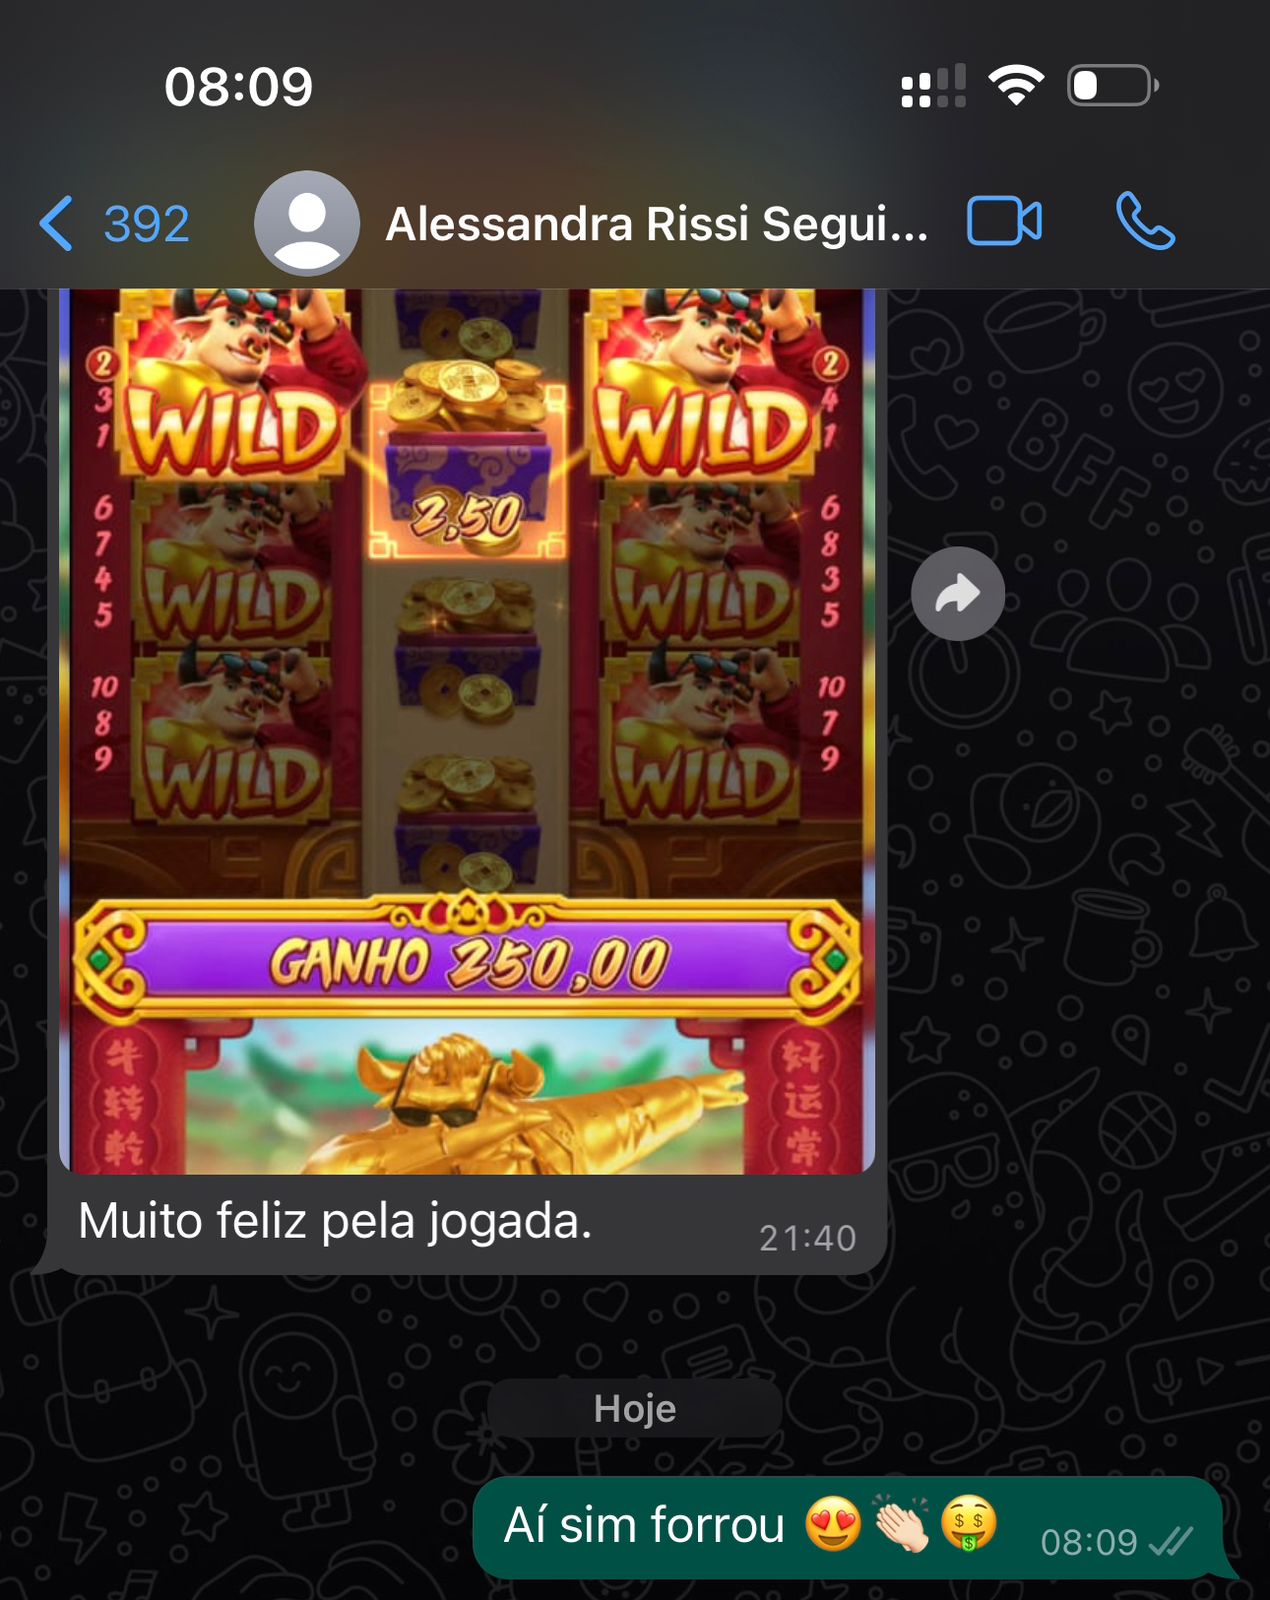 08:09
392
Alessandra Rissi Segui...
2
3
1
WILD
2,50
WILD
2
4
1
6
7
4
5
WILD
WILD
6
8
3
5
10
8
9
WILD
WILD
10
7
9
GANHO 250,00
牛
转
乾
好
运
常
Muito feliz pela jogada.
21:40
Hoje
Aí sim forrou 😍👏🏻🤑
08:09
BFF